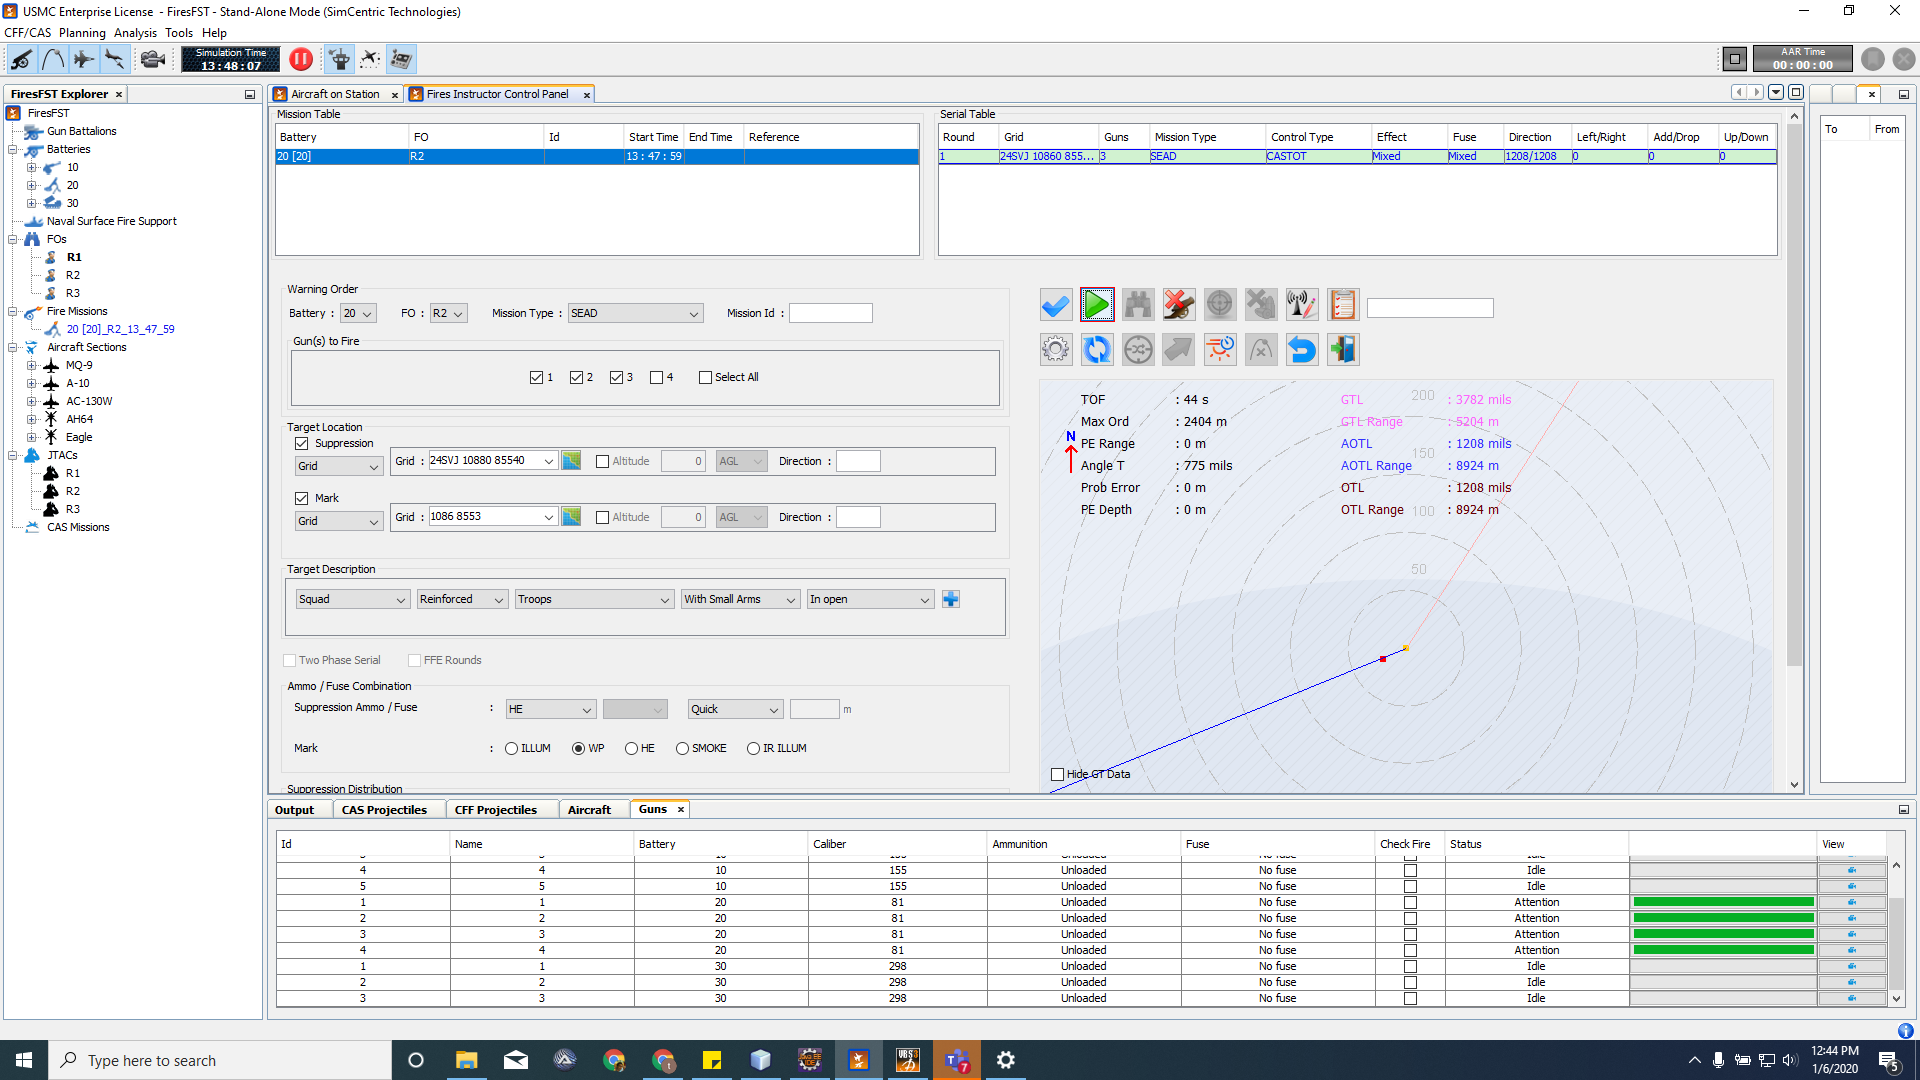 USMC Enterprise License - FiresFST - Stand-Alone Mode (SimCentric Technologies)
CFF/CAS Planning Analysis Tools Help
Simulation Time
13:48:07
AAR Time
00:00:00
FiresFST Explorer
FiresFST
Gun Battalions
Batteries
10
20
30
Naval Surface Fire Support
FOs
R1
R2
R3
Fire Missions
20 [20]_R2_13_47_59
Aircraft Sections
MQ-9
A-10
AC-130W
AH64
Eagle
JTACs
R1
R2
R3
CAS Missions
Aircraft on Station Fires Instructor Control Panel
Mission Table
Battery FO Id Start Time End Time Reference
20 [20] R2 13:47:59
Serial Table
Round Grid Guns Mission Type Control Type Effect Fuse Direction Left/Right Add/Drop Up/Down
1 24SVJ 10860 855... 3 SEAD CASTOT Mixed Mixed 1208/1208 0 0 0
To From
Warning Order
Battery : 20 FO : R2 Mission Type : SEAD Mission Id :
Gun(s) to Fire
1 2 3 4 Select All
Target Location
Suppression
Grid Grid : 24SVJ 10880 85540 Altitude 0 AGL Direction :
Mark
Grid Grid : 1086 8553 Altitude 0 AGL Direction :
Target Description
Squad Reinforced Troops With Small Arms In open
Two Phase Serial FFE Rounds
Ammo / Fuse Combination
Suppression Ammo / Fuse : HE Quick m
Mark : ILLUM WP HE SMOKE IR ILLUM
Suppression Distribution
TOF : 44 s GTL : 3782 mils
Max Ord : 2404 m GTL Range : 5204 m
PE Range : 0 m AOTL : 1208 mils
Angle T : 775 mils AOTL Range : 8924 m
Prob Error : 0 m OTL : 1208 mils
PE Depth : 0 m OTL Range : 8924 m
N
200
150
100
50
Hide GT Data
Output CAS Projectiles CFF Projectiles Aircraft Guns
Id Name Battery Caliber Ammunition Fuse Check Fire Status View
4 4 10 155 Unloaded No fuse Idle
5 5 10 155 Unloaded No fuse Idle
1 1 20 81 Unloaded No fuse Attention
2 2 20 81 Unloaded No fuse Attention
3 3 20 81 Unloaded No fuse Attention
4 4 20 81 Unloaded No fuse Attention
1 1 30 298 Unloaded No fuse Idle
2 2 30 298 Unloaded No fuse Idle
3 3 30 298 Unloaded No fuse Idle
Type here to search
VBS3
7
12:44 PM
1/6/2020
5